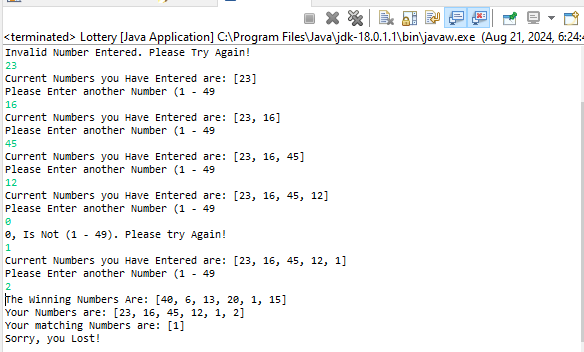 <terminated> Lottery [Java Application] C:\Program Files\Java\jdk-18.0.1.1\bin\javaw.exe (Aug 21, 2024, 6:24:
Invalid Number Entered. Please Try Again!
23
Current Numbers you Have Entered are: [23]
Please Enter another Number (1 - 49
16
Current Numbers you Have Entered are: [23, 16]
Please Enter another Number (1 - 49
45
Current Numbers you Have Entered are: [23, 16, 45]
Please Enter another Number (1 - 49
12
Current Numbers you Have Entered are: [23, 16, 45, 12]
Please Enter another Number (1 - 49
0
0, Is Not (1 - 49). Please try Again!
1
Current Numbers you Have Entered are: [23, 16, 45, 12, 1]
Please Enter another Number (1 - 49
2
The Winning Numbers Are: [40, 6, 13, 20, 1, 15]
Your Numbers are: [23, 16, 45, 12, 1, 2]
Your matching Numbers are: [1]
Sorry, you Lost!